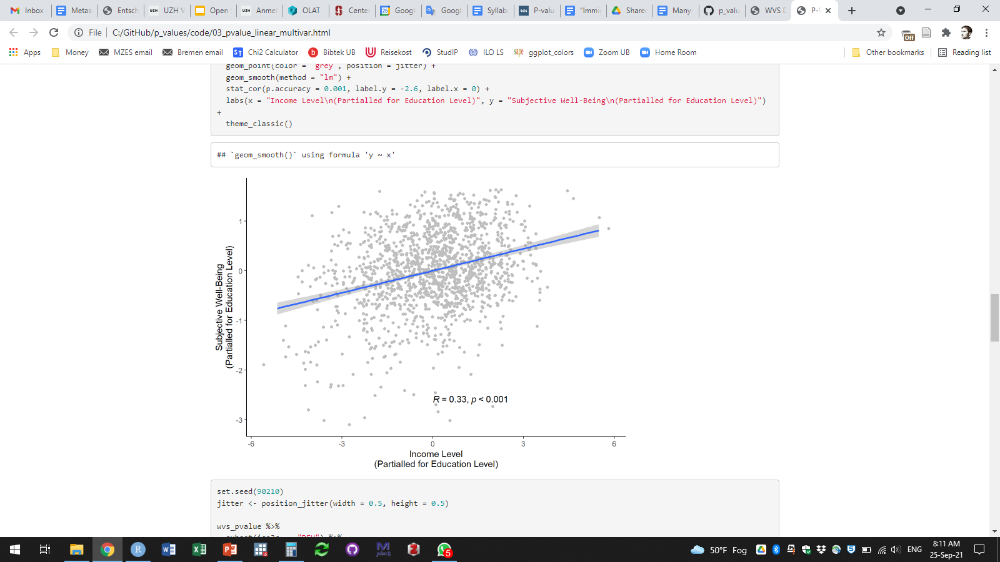 Inbox
Metas
Entsch
UZH V
Open
Anmel
OLAT
Center
Googl
Googl
Syllab
P-valu
"Immi
Shared
Many-
p_valu
WVS D
P-V
File C:/GitHub/p_values/code/03_pvalue_linear_multivar.html
Off
Apps
Money
MZES email
Bremen email
Chi2 Calculator
Bibtek UB
Reisekost
StudIP
ILO LS
ggplot_colors
Zoom UB
Home Room
Other bookmarks
Reading list
geom_point(color = "grey", position = jitter) +
geom_smooth(method = "lm") +
stat_cor(p.accuracy = 0.001, label.y = -2.6, label.x = 0) +
labs(x = "Income Level\n(Partialled for Education Level)", y = "Subjective Well-Being\n(Partialled for Education Level)")
+
theme_classic()
## `geom_smooth()` using formula 'y ~ x'
1
0
-1
-2
-3
Subjective Well-Being
(Partialled for Education Level)
R = 0.33, p < 0.001
-6 -3 0 3 6
Income Level
(Partialled for Education Level)
set.seed(90210)
jitter <- position_jitter(width = 0.5, height = 0.5)
wvs_pvalue %>%
50°F Fog
ENG
8:11 AM
25-Sep-21